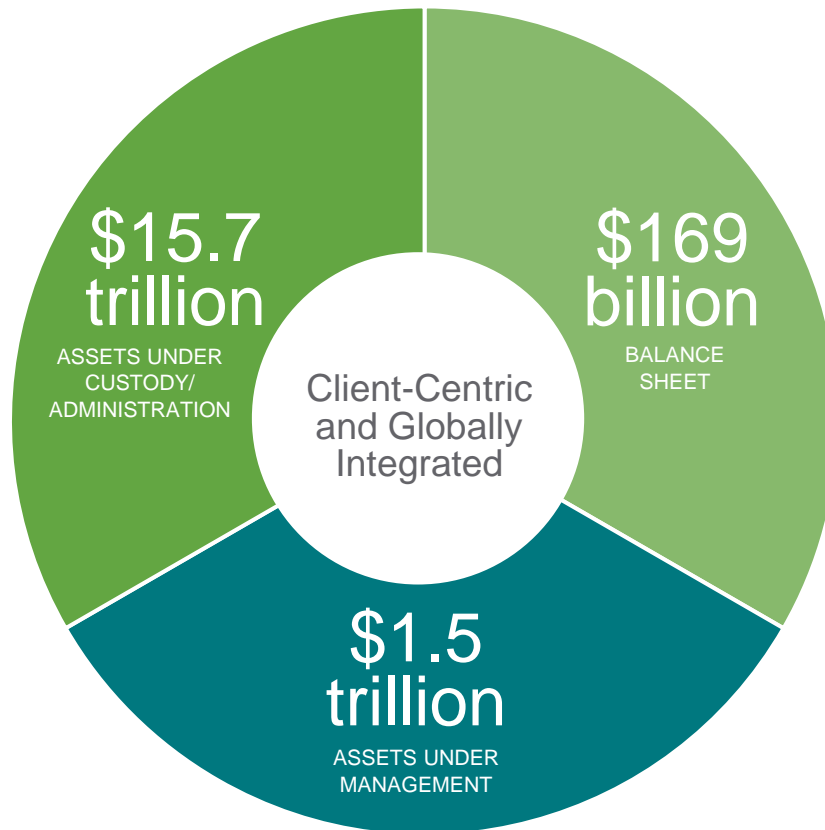 $15.7
trillion
ASSETS UNDER
CUSTODY/
ADMINISTRATION
$169
billion
BALANCE
SHEET
Client-Centric
and Globally
Integrated
$1.5
trillion
ASSETS UNDER
MANAGEMENT